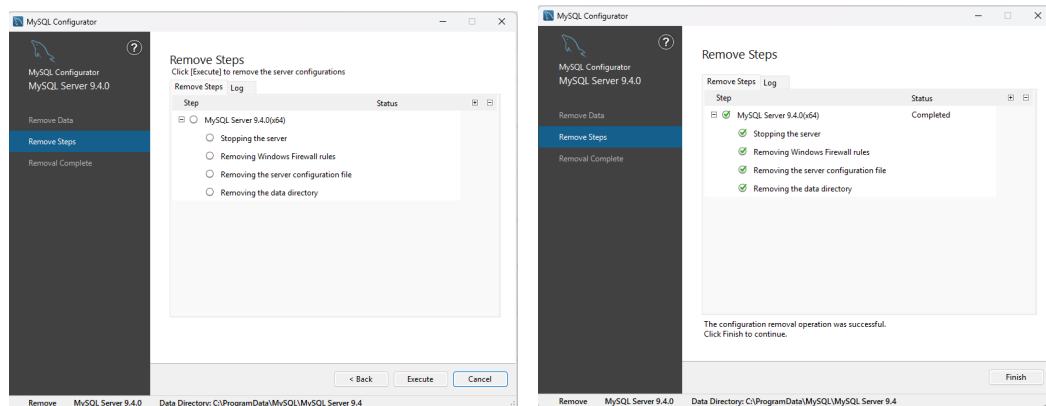 MySQL Configurator
?
MySQL Configurator
MySQL Server 9.4.0
Remove Data
Remove Steps
Removal Complete
Remove Steps
Click [Execute] to remove the server configurations
Remove Steps Log
Step Status
MySQL Server 9.4.0(x64)
Stopping the server
Removing Windows Firewall rules
Removing the server configuration file
Removing the data directory
< Back Execute Cancel
Remove MySQL Server 9.4.0 Data Directory: C:\ProgramData\MySQL\MySQL Server 9.4
MySQL Configurator
?
MySQL Configurator
MySQL Server 9.4.0
Remove Data
Remove Steps
Removal Complete
Remove Steps
Remove Steps Log
Step Status
MySQL Server 9.4.0(x64) Completed
Stopping the server
Removing Windows Firewall rules
Removing the server configuration file
Removing the data directory
The configuration removal operation was successful.
Click Finish to continue.
Finish
Remove MySQL Server 9.4.0 Data Directory: C:\ProgramData\MySQL\MySQL Server 9.4